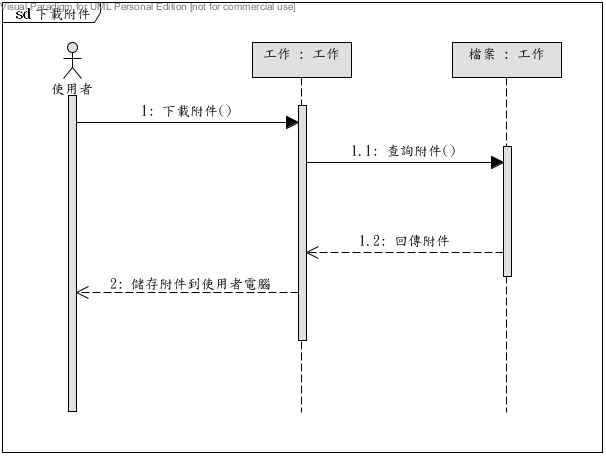 Visual Paradigm for UML Personal Edition [not for commercial use]
sd 下載附件
工作 : 工作
檔案 : 工作
使用者
1: 下載附件()
1.1: 查詢附件()
1.2: 回傳附件
2: 儲存附件到使用者電腦